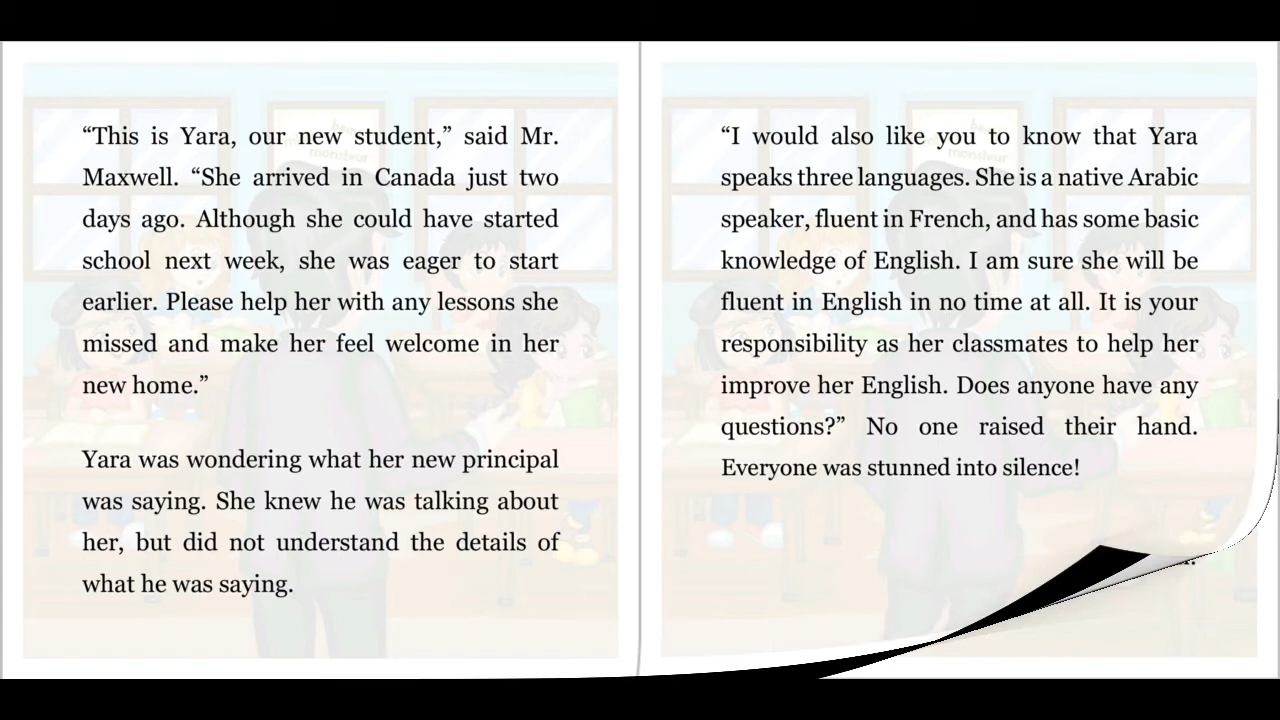 “This is Yara, our new student,” said Mr.
Maxwell. “She arrived in Canada just two
days ago. Although she could have started
school next week, she was eager to start
earlier. Please help her with any lessons she
missed and make her feel welcome in her
new home.”
Yara was wondering what her new principal
was saying. She knew he was talking about
her, but did not understand the details of
what he was saying.
“I would also like you to know that Yara
speaks three languages. She is a native Arabic
speaker, fluent in French, and has some basic
knowledge of English. I am sure she will be
fluent in English in no time at all. It is your
responsibility as her classmates to help her
improve her English. Does anyone have any
questions?” No one raised their hand.
Everyone was stunned into silence!
monsieur
monsieur